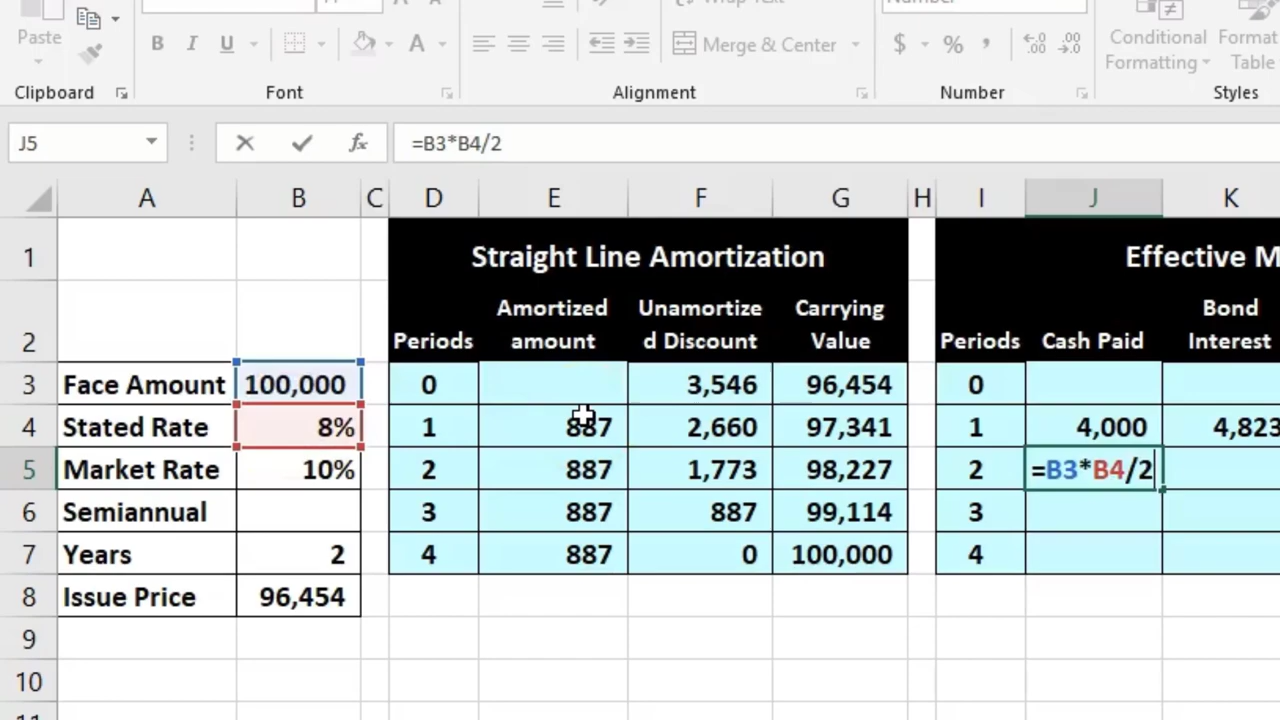 Paste
B I U
A
Merge & Center
$ % ,
Conditional Format
Formatting Table
Clipboard Font Alignment Number Styles
J5 fx =B3*B4/2
A B C D E F G H I J K
1 Straight Line Amortization Effective M
Amortized Unamortize Carrying Bond
2 Periods amount d Discount Value Periods Cash Paid Interest
3 Face Amount 100,000 0 3,546 96,454 0
4 Stated Rate 8% 1 887 2,660 97,341 1 4,000 4,823
5 Market Rate 10% 2 887 1,773 98,227 2 =B3*B4/2
6 Semiannual 3 887 887 99,114 3
7 Years 2 4 887 0 100,000 4
8 Issue Price 96,454
9
10